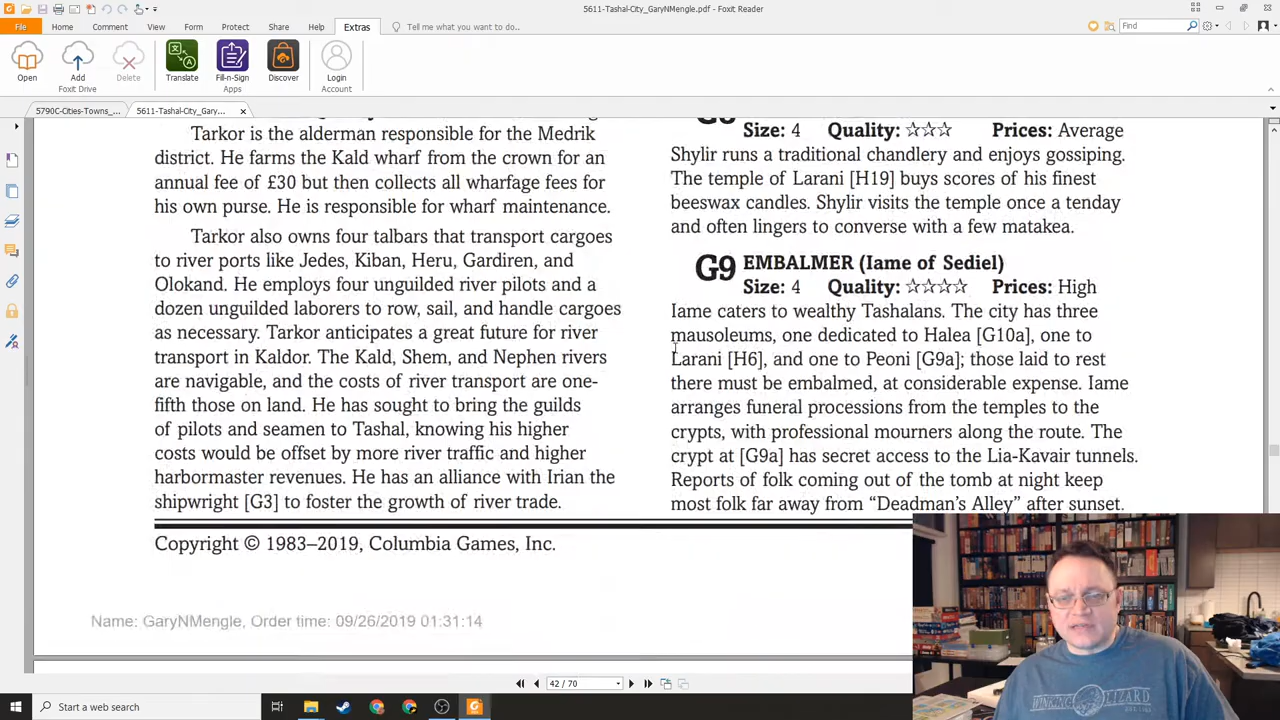 5611-Tashal-City_GaryNMengle.pdf - Foxit Reader
File Home Comment Form Protect Share Help Extras Tell me what you want to do.. Find
Open Add Delete Translate Fill-n-Sign Discover Login
Foxit Drive Apps Account
5790C-Cities-Towns_... 5611-Tashal-City_Gary...
Tarkor is the alderman responsible for the Medrik
district. He farms the Kald wharf from the crown for an
annual fee of £30 but then collects all wharfage fees for
his own purse. He is responsible for wharf maintenance.
Tarkor also owns four talbars that transport cargoes
to river ports like Jedes, Kiban, Heru, Gardiren, and
Olokand. He employs four unguilded river pilots and a
dozen unguilded laborers to row, sail, and handle cargoes
as necessary. Tarkor anticipates a great future for river
transport in Kaldor. The Kald, Shem, and Nephen rivers
are navigable, and the costs of river transport are one-
fifth those on land. He has sought to bring the guilds
of pilots and seamen to Tashal, knowing his higher
costs would be offset by more river traffic and higher
harbormaster revenues. He has an alliance with Irian the
shipwright [G3] to foster the growth of river trade.
Size: 4 Quality: ☆☆☆ Prices: Average
Shylir runs a traditional chandlery and enjoys gossiping.
The temple of Larani [H19] buys scores of his finest
beeswax candles. Shylir visits the temple once a tenday
and often lingers to converse with a few matakea.
G9 EMBALMER (Iame of Sediel)
Size: 4 Quality: ☆☆☆☆ Prices: High
Iame caters to wealthy Tashalans. The city has three
mausoleums, one dedicated to Halea [G10a], one to
Larani [H6], and one to Peoni [G9a]; those laid to rest
there must be embalmed, at considerable expense. Iame
arranges funeral processions from the temples to the
crypts, with professional mourners along the route. The
crypt at [G9a] has secret access to the Lia-Kavair tunnels.
Reports of folk coming out of the tomb at night keep
most folk far away from “Deadman’s Alley” after sunset.
Copyright © 1983–2019, Columbia Games, Inc.
Name: GaryNMengle, Order time: 09/26/2019 01:31:14
42 / 70
Start a web search
LIZARD